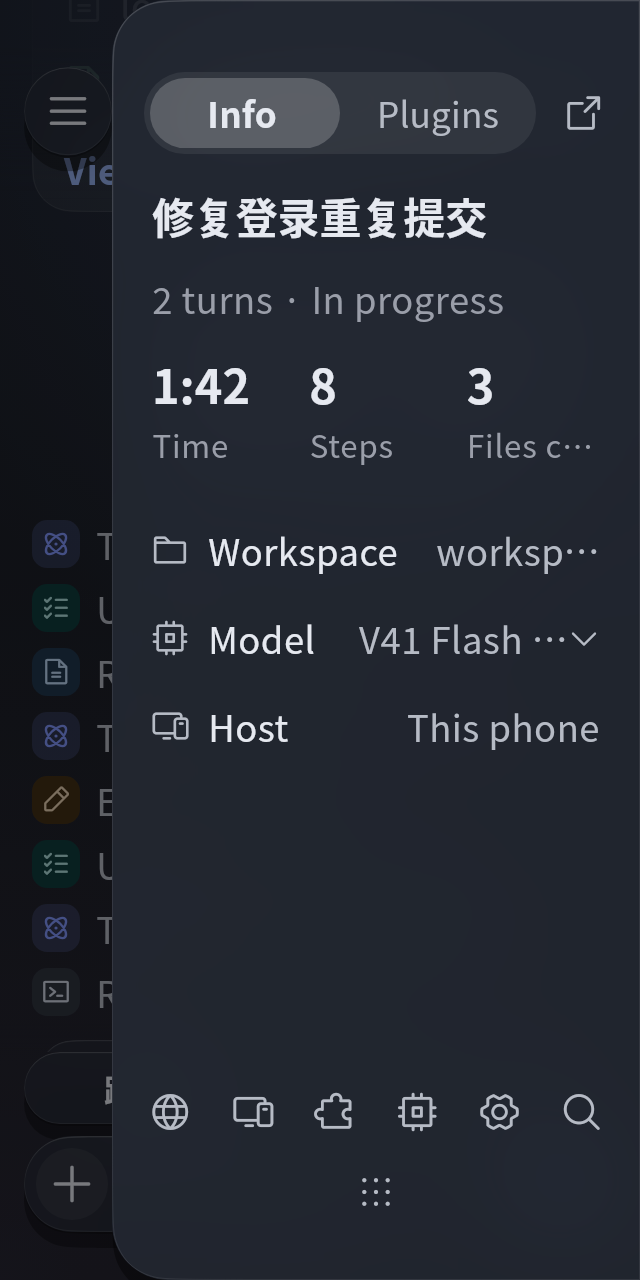 Info
Plugins
Vie
修复登录重复提交
2 turns · In progress
1:42 8 3
Time Steps Files c…
Workspace worksp…
Model V41 Flash …
Host This phone
T
U
R
T
E
U
T
R